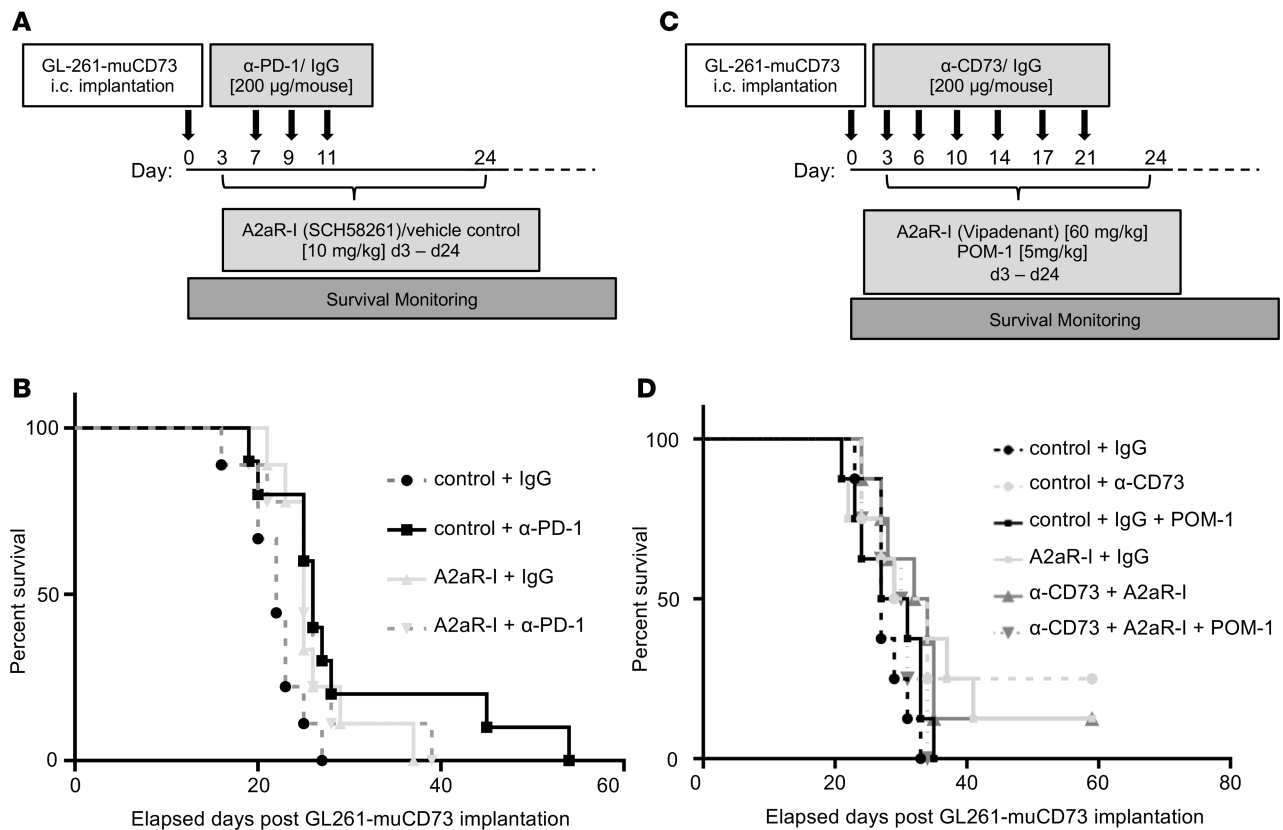 A
GL-261-muCD73
i.c. implantation
α-PD-1/ IgG
[200 µg/mouse]
Day:
0 3 7 9 11 24
A2aR-I (SCH58261)/vehicle control
[10 mg/kg] d3 – d24
Survival Monitoring
C
GL-261-muCD73
i.c. implantation
α-CD73/ IgG
[200 µg/mouse]
Day:
0 3 6 10 14 17 21 24
A2aR-I (Vipadenant) [60 mg/kg]
POM-1 [5mg/kg]
d3 – d24
Survival Monitoring
B
Percent survival
100
50
0
control + IgG
control + α-PD-1
A2aR-I + IgG
A2aR-I + α-PD-1
0 20 40 60
Elapsed days post GL261-muCD73 implantation
D
Percent survival
100
50
0
control + IgG
control + α-CD73
control + IgG + POM-1
A2aR-I + IgG
α-CD73 + A2aR-I
α-CD73 + A2aR-I + POM-1
0 20 40 60 80
Elapsed days post GL261-muCD73 implantation